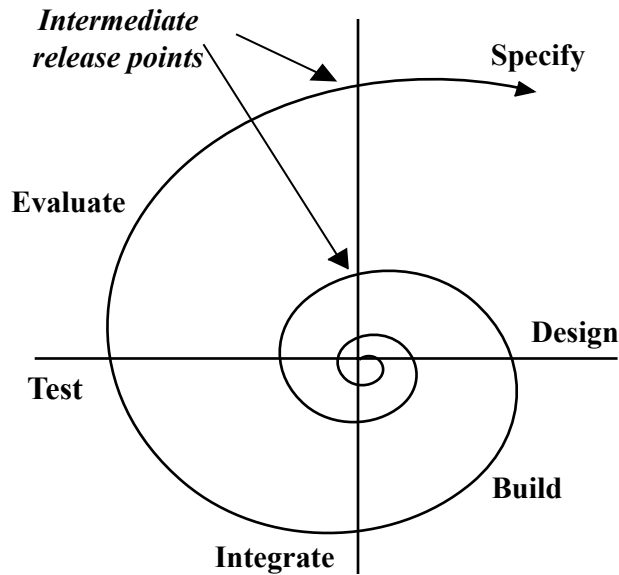 Intermediate
release points
Specify
Evaluate
Design
Test
Build
Integrate